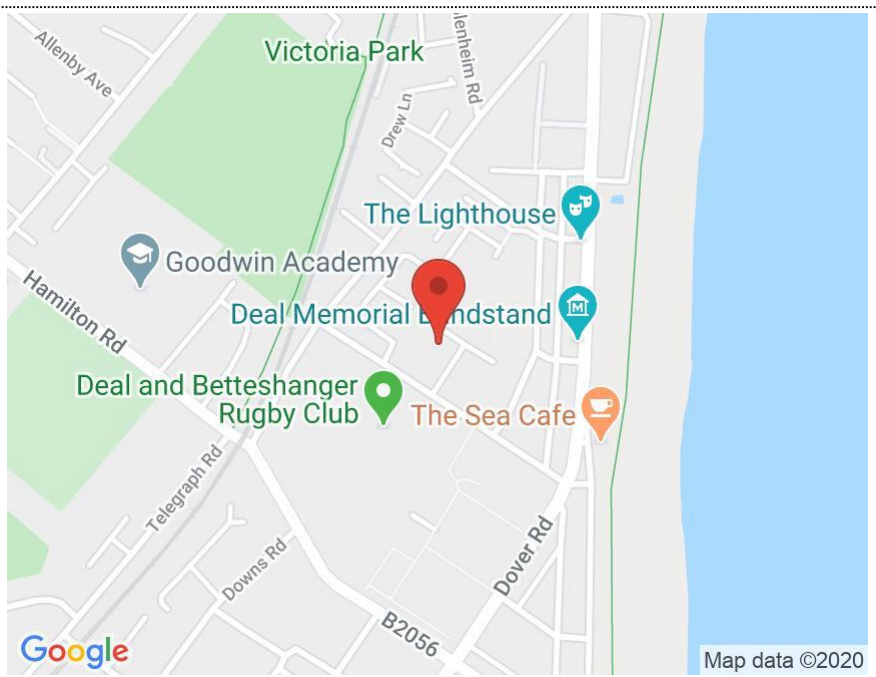 Allenby Ave
Victoria Park
lenheim Rd
Drew Ln
The Lighthouse
Goodwin Academy
Hamilton Rd
Deal Memorial B ndstand
M
Deal and Betteshanger
Rugby Club
The Sea Cafe
Telegraph Rd
Downs Rd
Dover Rd
B2056
Google
Map data ©2020